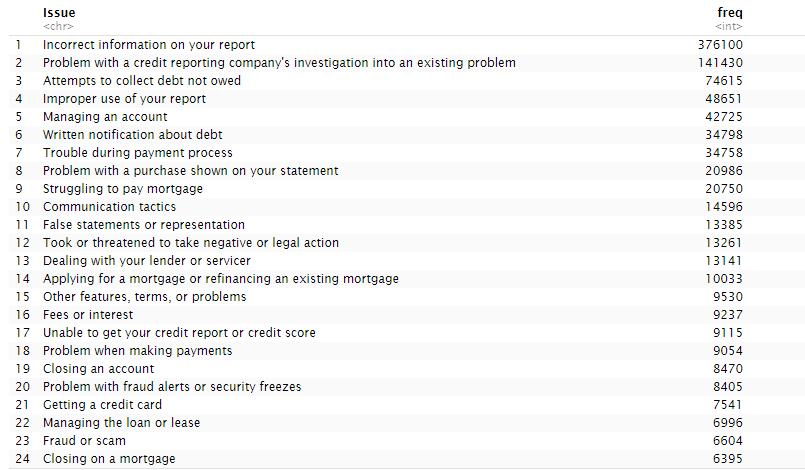 Issue freq
<chr> <int>
1 Incorrect information on your report 376100
2 Problem with a credit reporting company's investigation into an existing problem 141430
3 Attempts to collect debt not owed 74615
4 Improper use of your report 48651
5 Managing an account 42725
6 Written notification about debt 34798
7 Trouble during payment process 34758
8 Problem with a purchase shown on your statement 20986
9 Struggling to pay mortgage 20750
10 Communication tactics 14596
11 False statements or representation 13385
12 Took or threatened to take negative or legal action 13261
13 Dealing with your lender or servicer 13141
14 Applying for a mortgage or refinancing an existing mortgage 10033
15 Other features, terms, or problems 9530
16 Fees or interest 9237
17 Unable to get your credit report or credit score 9115
18 Problem when making payments 9054
19 Closing an account 8470
20 Problem with fraud alerts or security freezes 8405
21 Getting a credit card 7541
22 Managing the loan or lease 6996
23 Fraud or scam 6604
24 Closing on a mortgage 6395